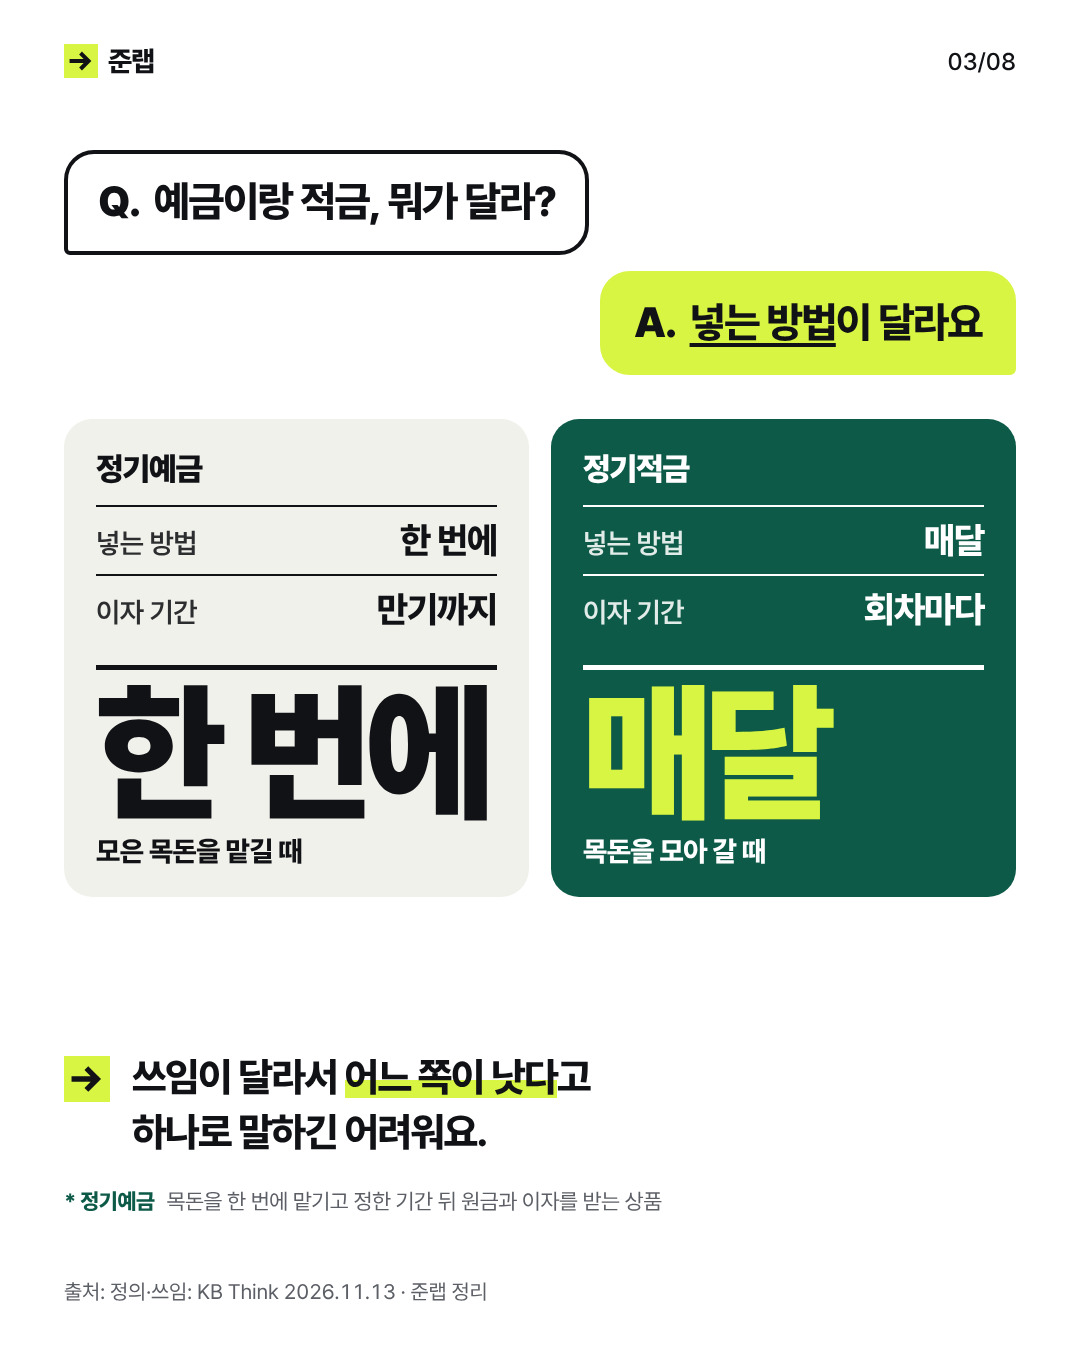 준랩
03/08
Q. 예금이랑 적금, 뭐가 달라?
A. 넣는 방법이 달라요
정기예금
넣는 방법 한 번에
이자 기간 만기까지
한 번에
모은 목돈을 맡길 때
정기적금
넣는 방법 매달
이자 기간 회차마다
매달
목돈을 모아 갈 때
쓰임이 달라서 어느 쪽이 낫다고
하나로 말하긴 어려워요.
* 정기예금 목돈을 한 번에 맡기고 정한 기간 뒤 원금과 이자를 받는 상품
출처: 정의·쓰임: KB Think 2026.11.13 · 준랩 정리